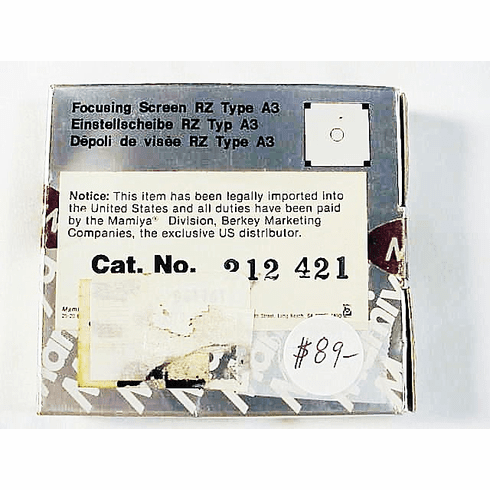 Focusing Screen RZ Type A3
Einstellscheibe RZ Typ A3
Dépoli de visée RZ Type A3
Notice: This item has been legally imported into
the United States and all duties have been paid
by the Mamiya® Division, Berkey Marketing
Companies, the exclusive US distributor.
Cat. No. 212 421
$89-